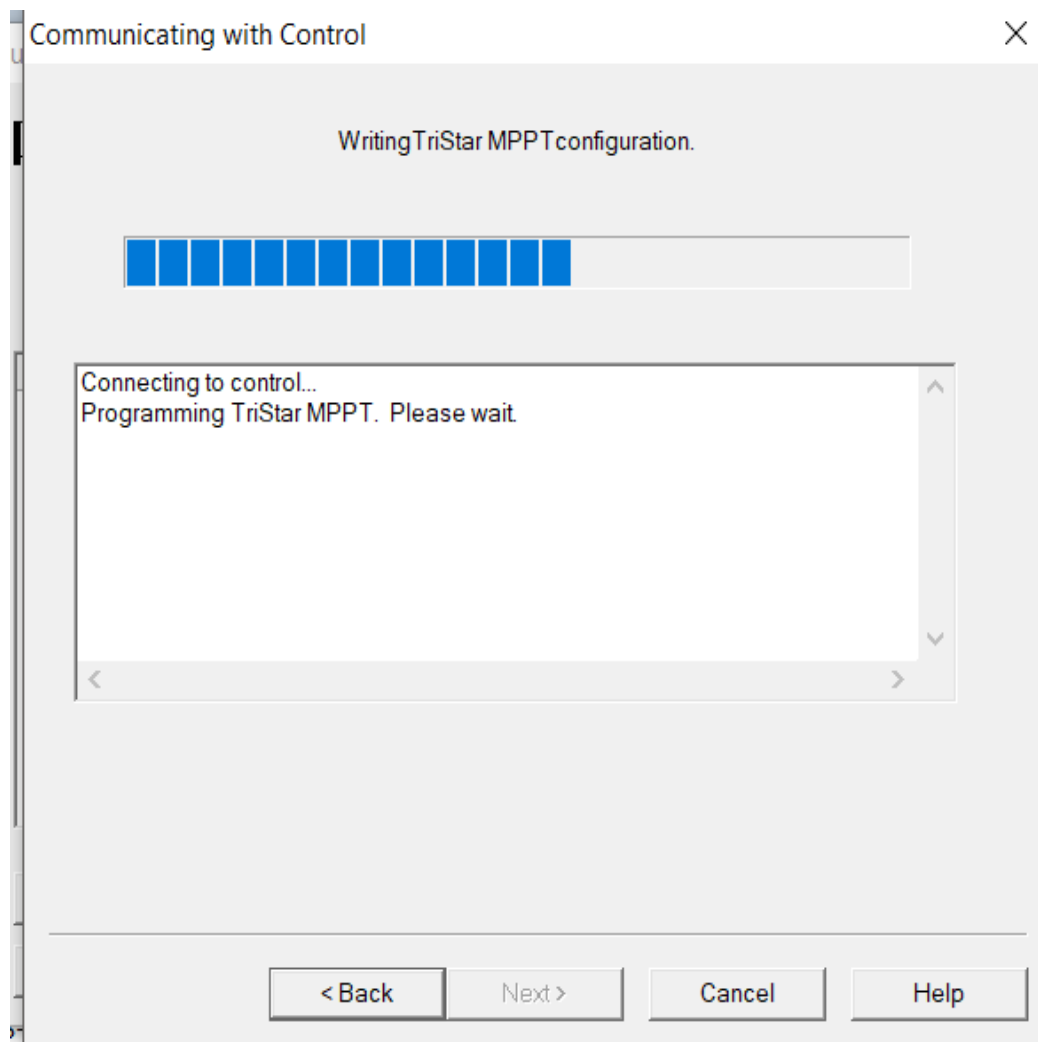 Communicating with Control
WritingTriStar MPPTconfiguration.
Connecting to control...
Programming TriStar MPPT.  Please wait.
< Back
Next >
Cancel
Help